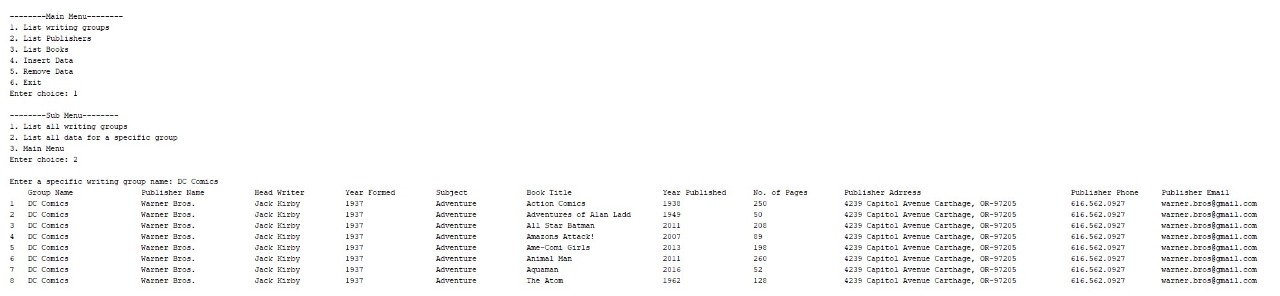 --------Main Menu--------
1. List writing groups
2. List Publishers
3. List Books
4. Insert Data
5. Remove Data
6. Exit
Enter choice: 1
--------Sub Menu--------
1. List all writing groups
2. List all data for a specific group
3. Main Menu
Enter choice: 2
Enter a specific writing group name: DC Comics
Group Name Publisher Name Head Writer Year Formed Subject Book Title Year Published No. of Pages Publisher Adrress Publisher Phone Publisher Email
1 DC Comics Warner Bros. Jack Kirby 1937 Adventure Action Comics 1938 250 4239 Capitol Avenue Carthage, OR-97205 616.562.0927 warner.bros@gmail.com
2 DC Comics Warner Bros. Jack Kirby 1937 Adventure Adventures of Alan Ladd 1949 50 4239 Capitol Avenue Carthage, OR-97205 616.562.0927 warner.bros@gmail.com
3 DC Comics Warner Bros. Jack Kirby 1937 Adventure All Star Batman 2011 208 4239 Capitol Avenue Carthage, OR-97205 616.562.0927 warner.bros@gmail.com
4 DC Comics Warner Bros. Jack Kirby 1937 Adventure Amazons Attack! 2007 89 4239 Capitol Avenue Carthage, OR-97205 616.562.0927 warner.bros@gmail.com
5 DC Comics Warner Bros. Jack Kirby 1937 Adventure Ame-Comi Girls 2013 198 4239 Capitol Avenue Carthage, OR-97205 616.562.0927 warner.bros@gmail.com
6 DC Comics Warner Bros. Jack Kirby 1937 Adventure Animal Man 2011 260 4239 Capitol Avenue Carthage, OR-97205 616.562.0927 warner.bros@gmail.com
7 DC Comics Warner Bros. Jack Kirby 1937 Adventure Aquaman 2016 52 4239 Capitol Avenue Carthage, OR-97205 616.562.0927 warner.bros@gmail.com
8 DC Comics Warner Bros. Jack Kirby 1937 Adventure The Atom 1962 128 4239 Capitol Avenue Carthage, OR-97205 616.562.0927 warner.bros@gmail.com